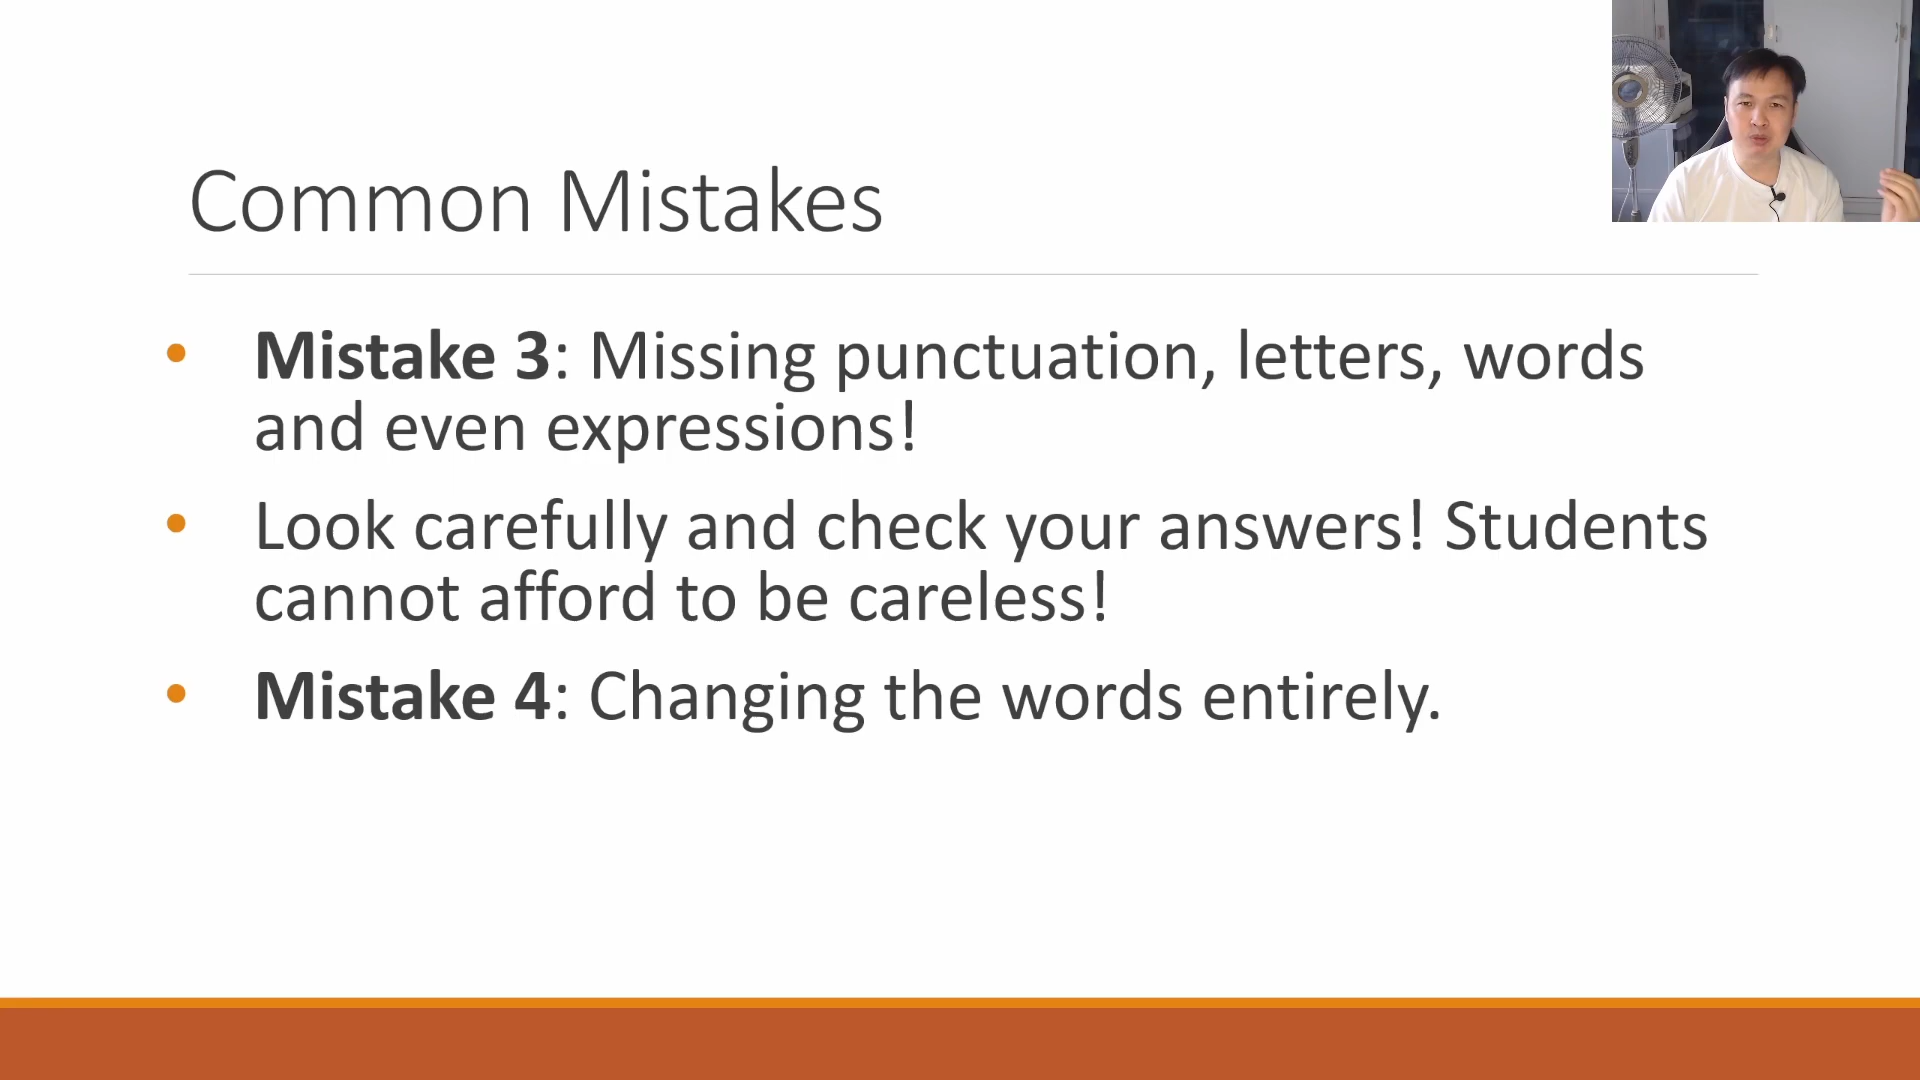 Common Mistakes
• Mistake 3: Missing punctuation, letters, words
and even expressions!
• Look carefully and check your answers! Students
cannot afford to be careless!
• Mistake 4: Changing the words entirely.